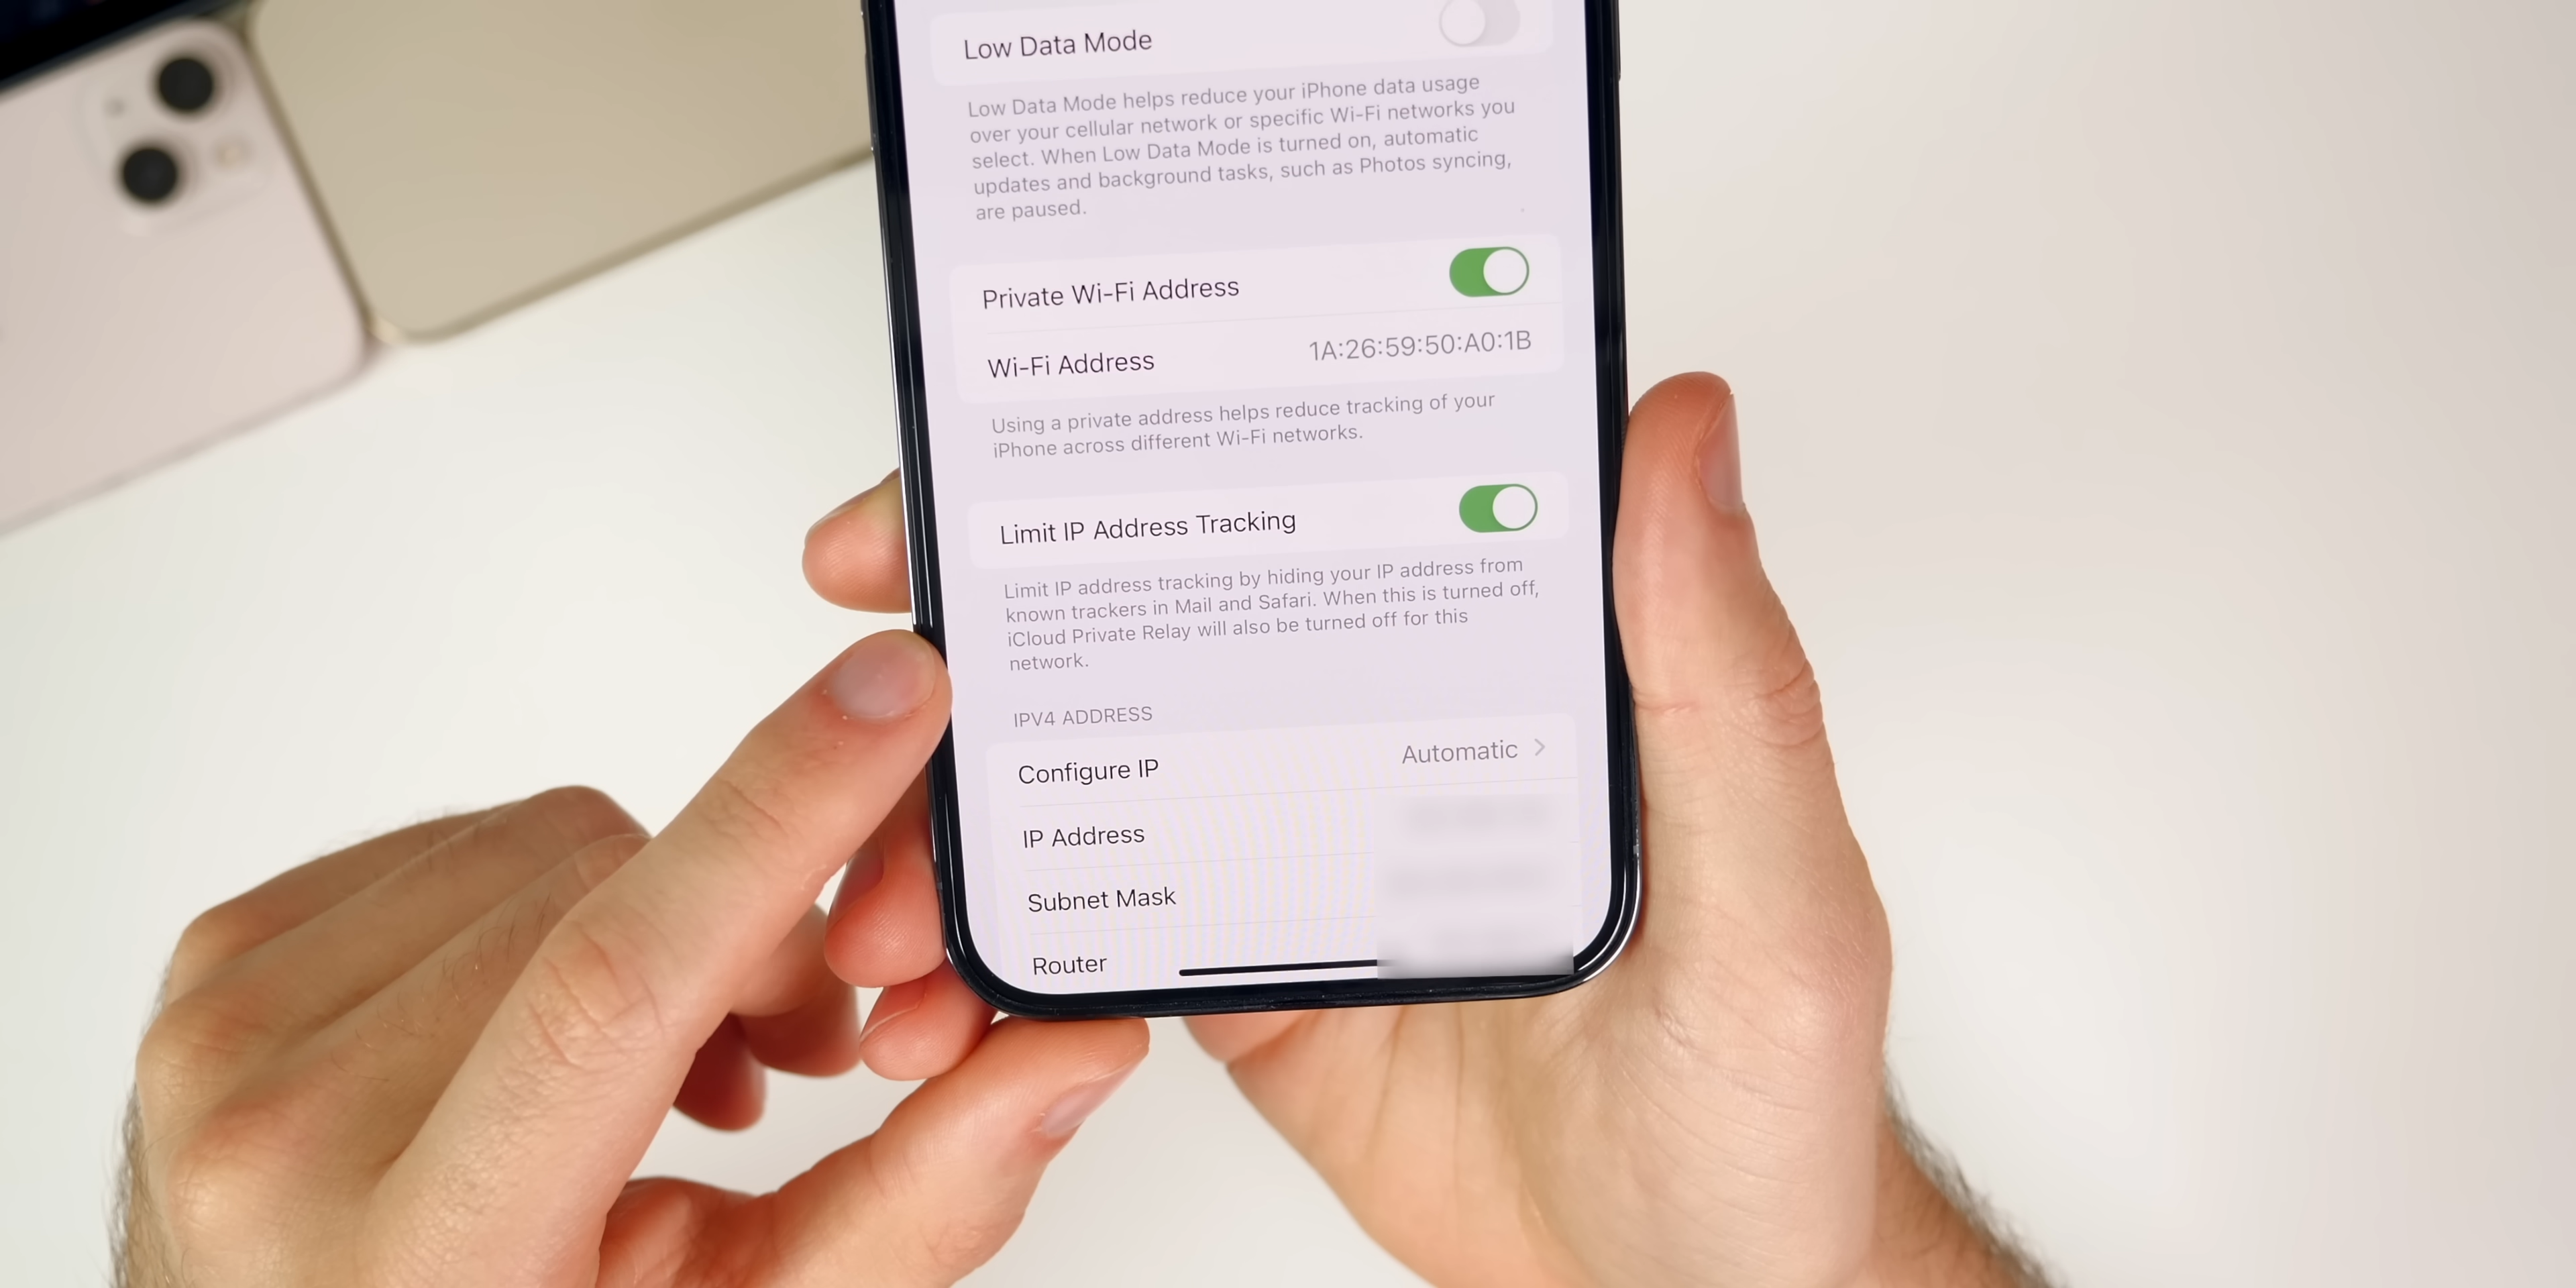 Low Data Mode
Low Data Mode helps reduce your iPhone data usage
over your cellular network or specific Wi-Fi networks you
select. When Low Data Mode is turned on, automatic
updates and background tasks, such as Photos syncing,
are paused.
Private Wi-Fi Address
Wi-Fi Address 1A:26:59:50:A0:1B
Using a private address helps reduce tracking of your
iPhone across different Wi-Fi networks.
Limit IP Address Tracking
Limit IP address tracking by hiding your IP address from
known trackers in Mail and Safari. When this is turned off,
iCloud Private Relay will also be turned off for this
network.
IPV4 ADDRESS
Configure IP Automatic
IP Address
Subnet Mask
Router